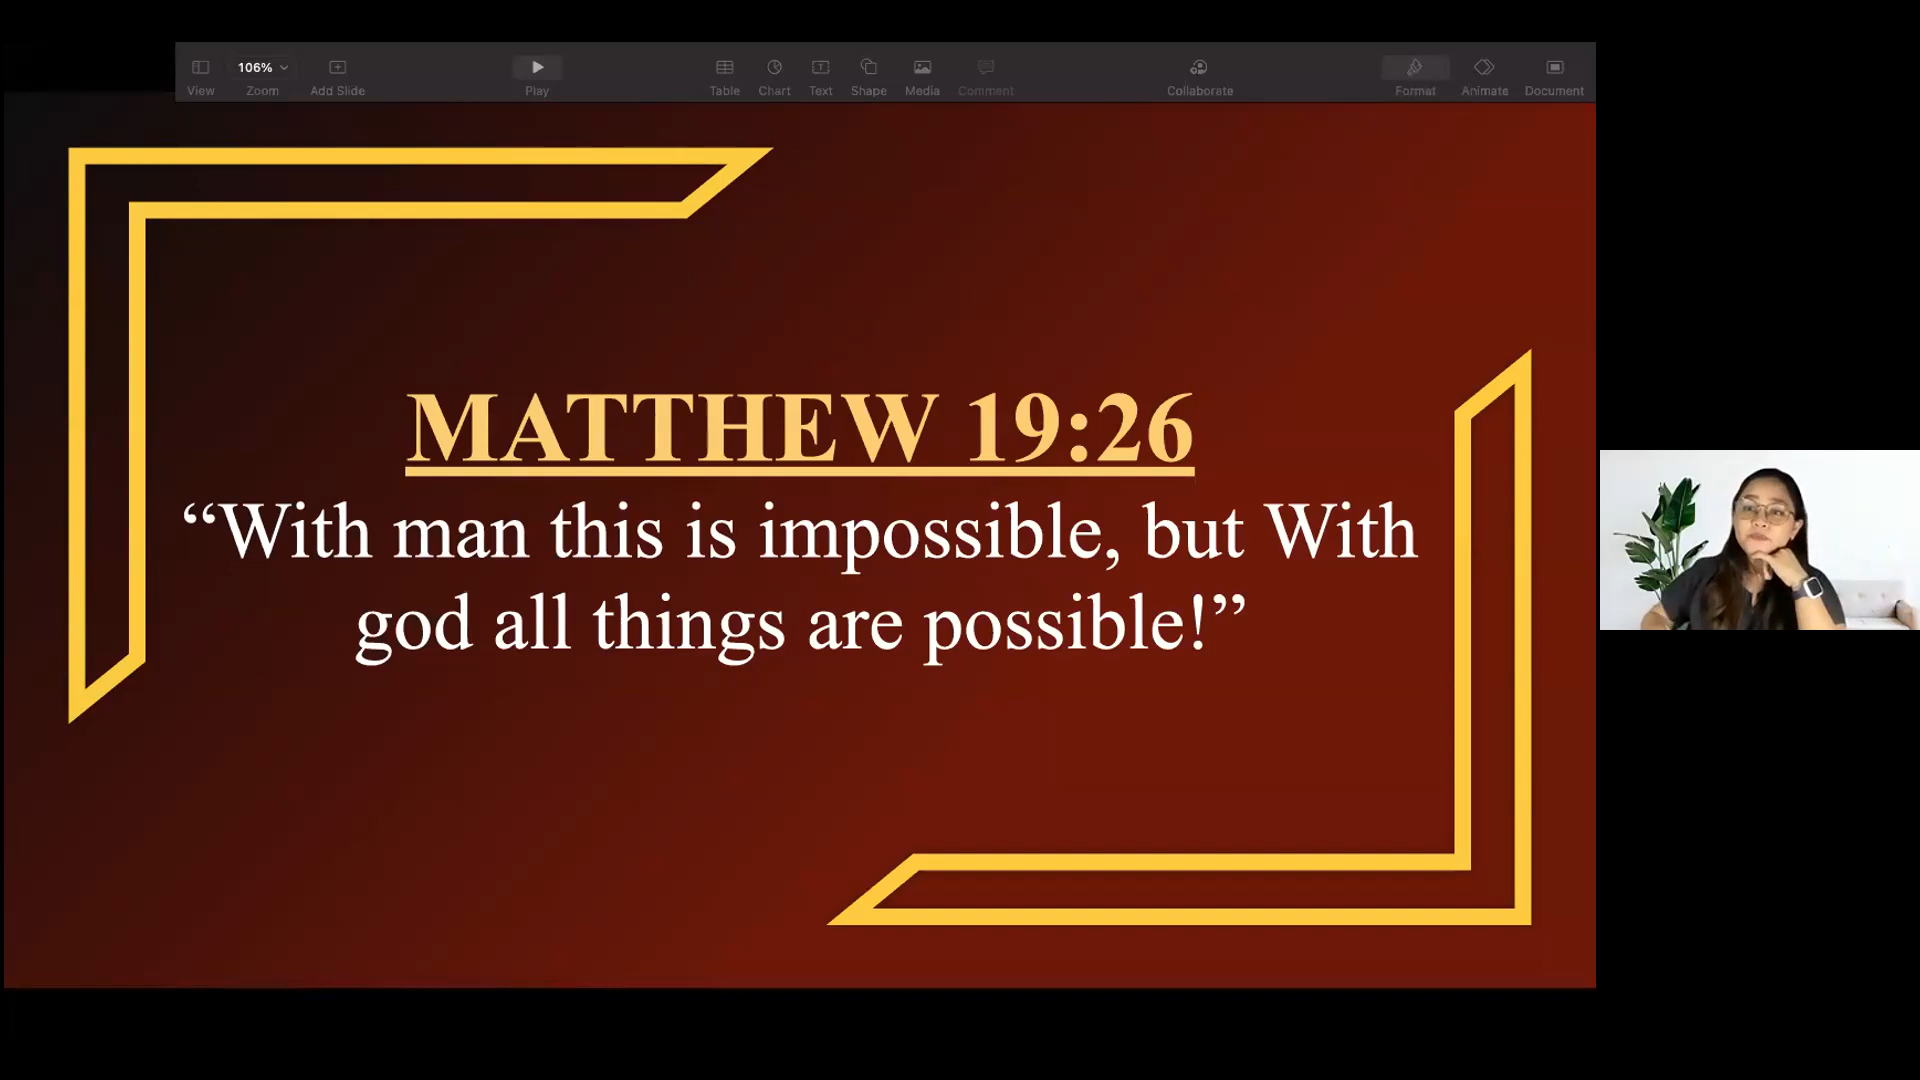 106%
View Zoom Add Slide Play Table Chart Text Shape Media Comment Collaborate Format Animate Document
MATTHEW 19:26
“With man this is impossible, but With
god all things are possible!”